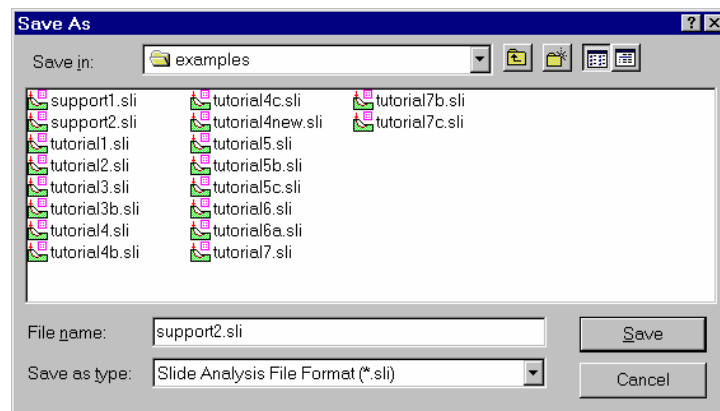 Save As
Save in: examples
support1.sli tutorial4c.sli tutorial7b.sli
support2.sli tutorial4new.sli tutorial7c.sli
tutorial1.sli tutorial5.sli
tutorial2.sli tutorial5b.sli
tutorial3.sli tutorial5c.sli
tutorial3b.sli tutorial6.sli
tutorial4.sli tutorial6a.sli
tutorial4b.sli tutorial7.sli
File name: support2.sli Save
Save as type: Slide Analysis File Format (*.sli) Cancel